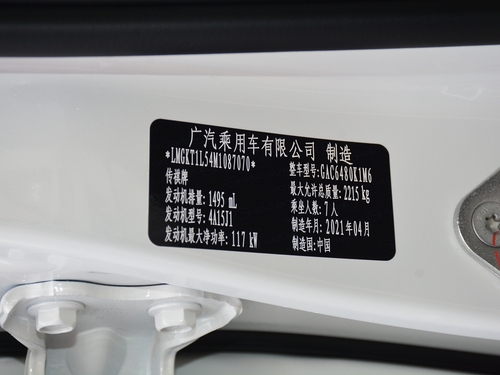 广汽乘用车有限公司 制造
*LMGKT1L54M1087070*
传祺牌
整车型号:GAC6480K1M6
发动机容量:1495 mL
最大允许总质量:2215 kg
发动机型号:4A15J1
乘坐人数:7人
发动机最大净功率:117 kW
制造年月:2021年04月
制造国:中国